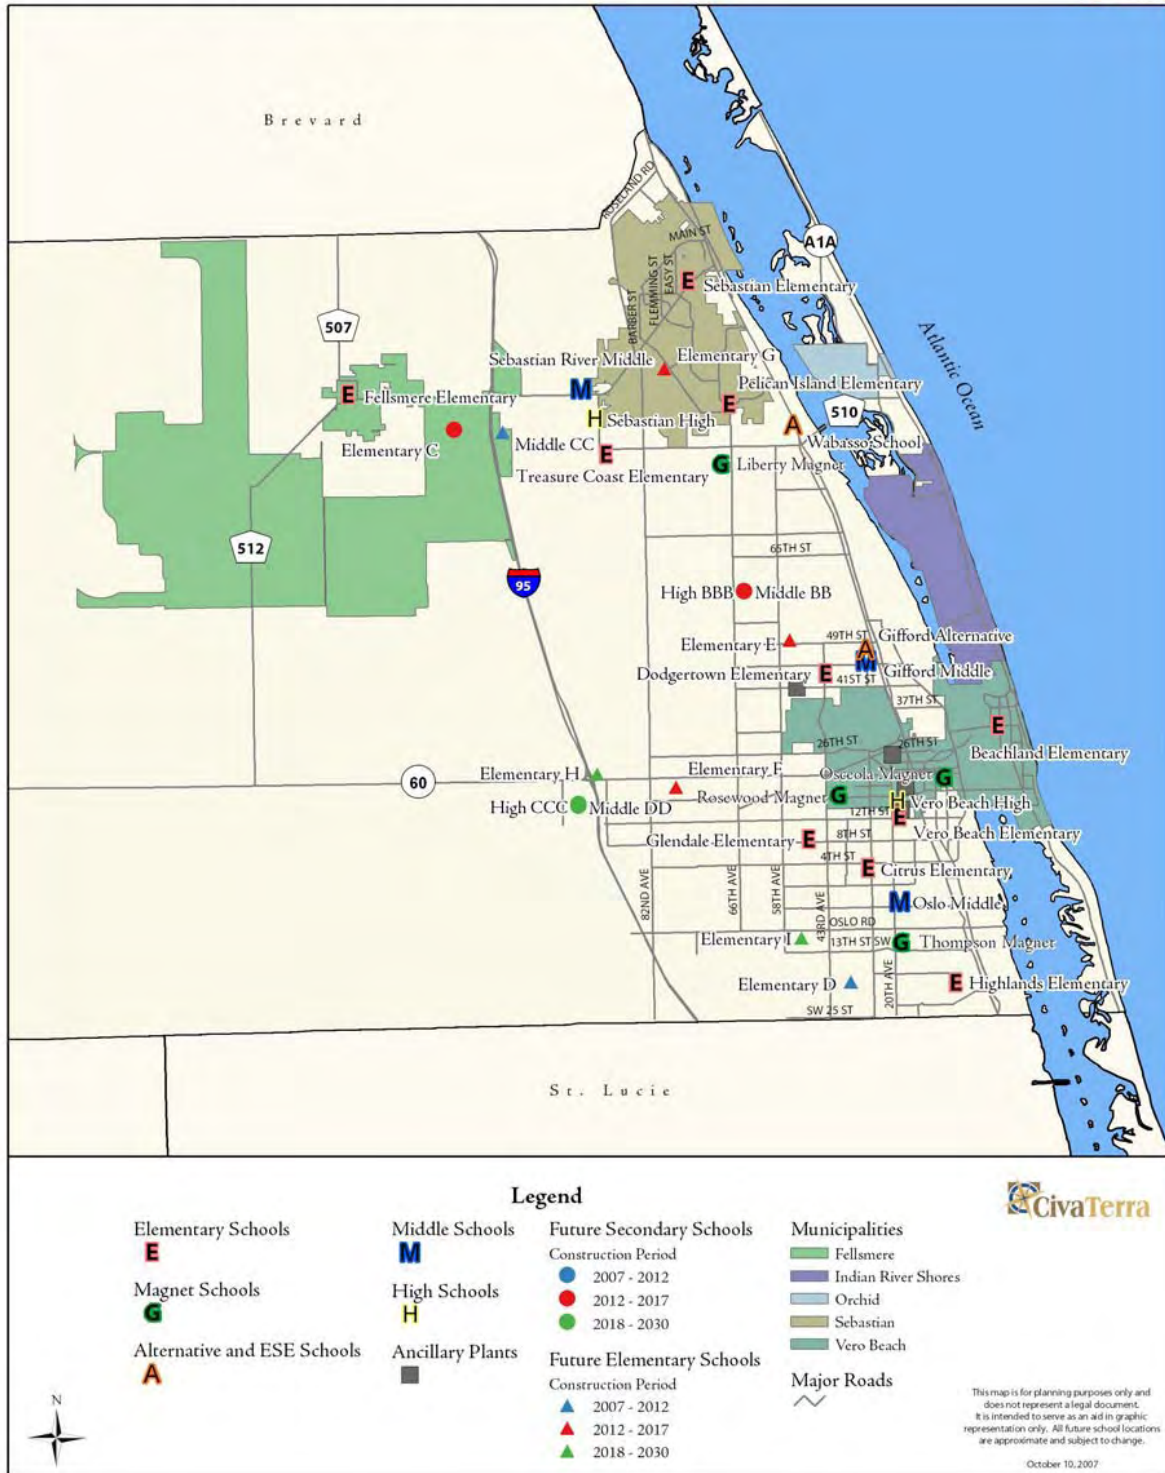 Brevard
ROSELAND RD
MAIN ST
A1A
FLEMMING ST
EASY ST
BARBER ST
Sebastian Elementary
E
507
Atlantic Ocean
Elementary G
Sebastian River Middle
M
Pelican Island Elementary
E
E
Fellsmere Elementary
510
H
Sebastian High
A
Wabasso School
Elementary C
Middle CC
E
Treasure Coast Elementary
G
Liberty Magnet
512
65TH ST
95
High BBB
Middle BB
49TH ST
Gifford Alternative
A
Elementary E
M
Gifford Middle
Dodgertown Elementary
E
41ST ST
37TH ST
E
26TH ST
26TH ST
Beachland Elementary
60
Elementary H
Elementary F
Osceola Magnet
G
Rosewood Magnet
G
H
Vero Beach High
High CCC
Middle DD
12TH ST
E
Vero Beach Elementary
8TH ST
Glendale Elementary
E
4TH ST
E
Citrus Elementary
82ND AVE
66TH AVE
58TH AVE
43RD AVE
M
Oslo Middle
OSLO RD
Elementary I
13TH ST SW
G
Thompson Magnet
20TH AVE
Elementary D
E
Highlands Elementary
SW 25 ST
St. Lucie
Legend
Elementary Schools
E
Magnet Schools
G
Alternative and ESE Schools
A
Middle Schools
M
High Schools
H
Ancillary Plants
Future Secondary Schools
Construction Period
2007 - 2012
2012 - 2017
2018 - 2030
Future Elementary Schools
Construction Period
2007 - 2012
2012 - 2017
2018 - 2030
Municipalities
Fellsmere
Indian River Shores
Orchid
Sebastian
Vero Beach
Major Roads
CivaTerra
N
This map is for planning purposes only and
does not represent a legal document.
It is intended to serve as an aid in graphic
representation only. All future school locations
are approximate and subject to change.
October 10, 2007